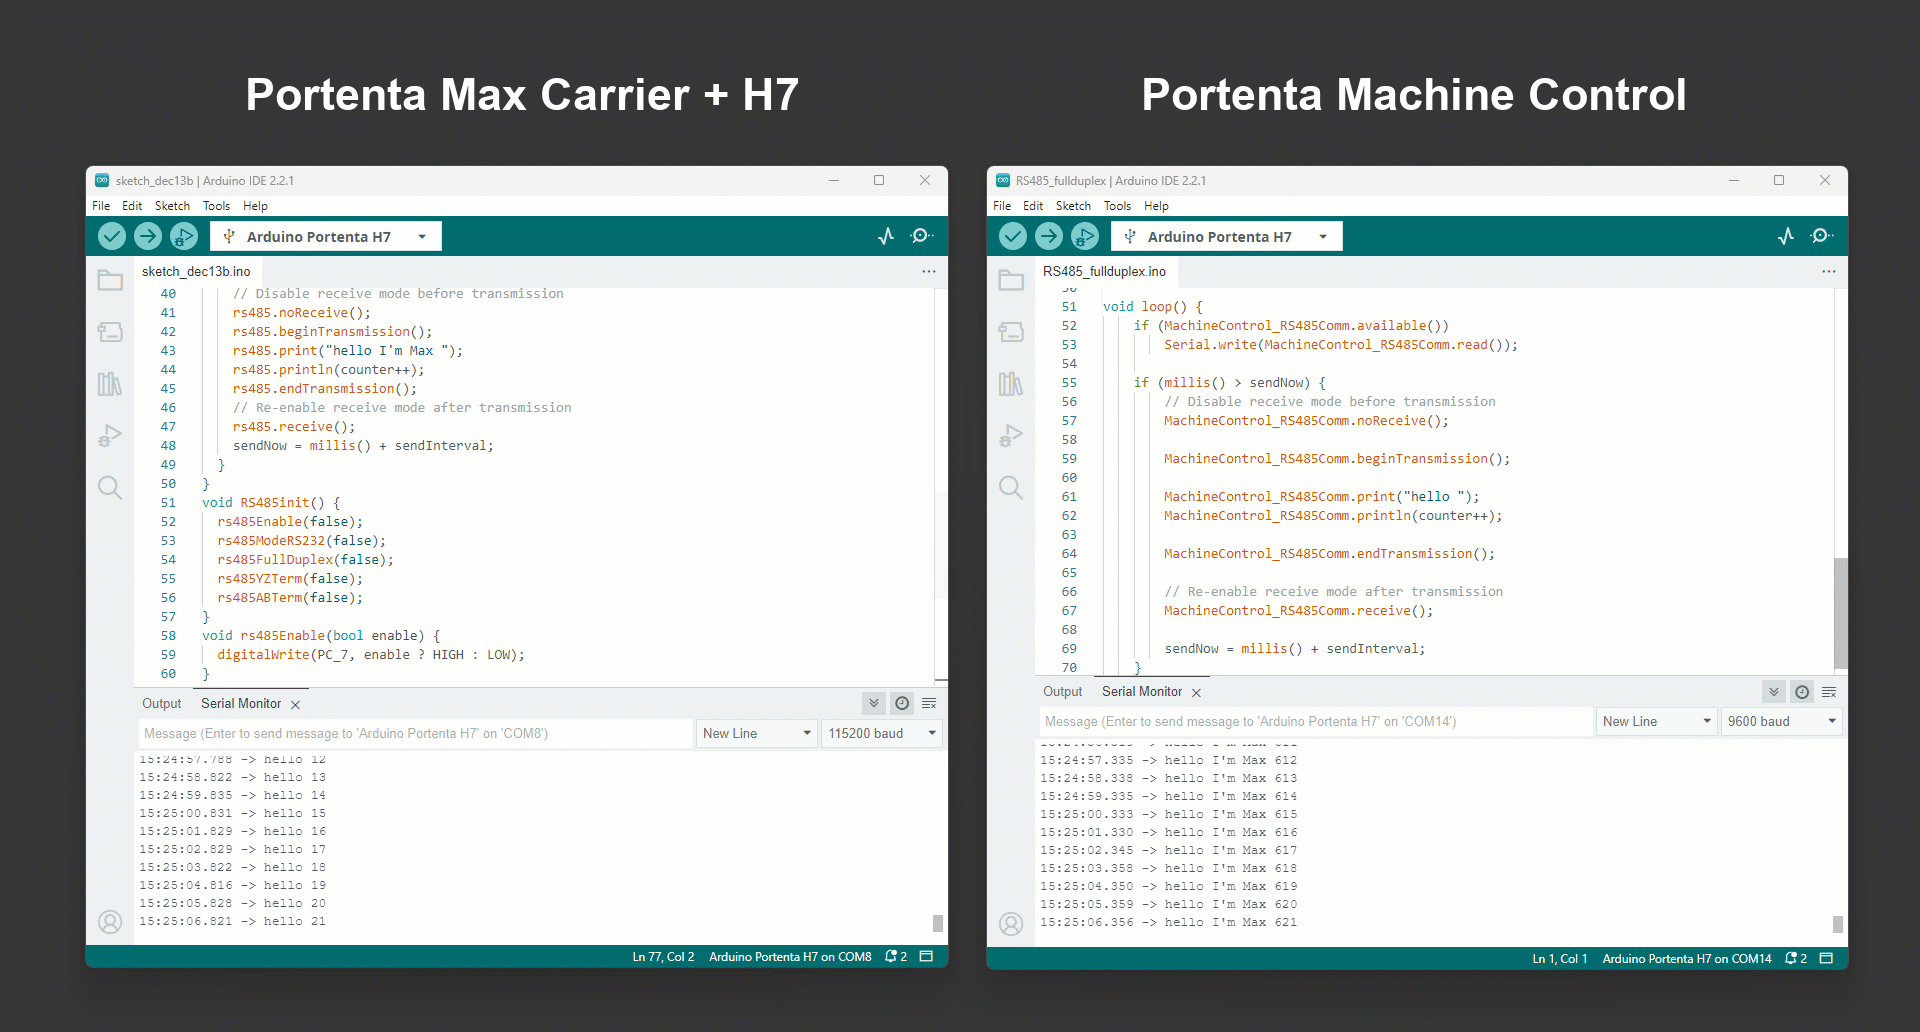 Portenta Max Carrier + H7
sketch_dec13b | Arduino IDE 2.2.1
File Edit Sketch Tools Help
Arduino Portenta H7
sketch_dec13b.ino
40 // Disable receive mode before transmission
41 rs485.noReceive();
42 rs485.beginTransmission();
43 rs485.print("hello I'm Max ");
44 rs485.println(counter++);
45 rs485.endTransmission();
46 // Re-enable receive mode after transmission
47 rs485.receive();
48 sendNow = millis() + sendInterval;
49 }
50 }
51 void RS485init() {
52 rs485Enable(false);
53 rs485ModeRS232(false);
54 rs485FullDuplex(false);
55 rs485YZTerm(false);
56 rs485ABTerm(false);
57 }
58 void rs485Enable(bool enable) {
59 digitalWrite(PC_7, enable ? HIGH : LOW);
60 }
Output Serial Monitor
Message (Enter to send message to 'Arduino Portenta H7' on 'COM8')
New Line 115200 baud
15:24:57.788 -> hello 12
15:24:58.822 -> hello 13
15:24:59.835 -> hello 14
15:25:00.831 -> hello 15
15:25:01.829 -> hello 16
15:25:02.829 -> hello 17
15:25:03.822 -> hello 18
15:25:04.816 -> hello 19
15:25:05.828 -> hello 20
15:25:06.821 -> hello 21
Ln 77, Col 2 Arduino Portenta H7 on COM8 2
Portenta Machine Control
RS485_fullduplex | Arduino IDE 2.2.1
File Edit Sketch Tools Help
Arduino Portenta H7
RS485_fullduplex.ino
51 void loop() {
52 if (MachineControl_RS485Comm.available())
53 Serial.write(MachineControl_RS485Comm.read());
54
55 if (millis() > sendNow) {
56 // Disable receive mode before transmission
57 MachineControl_RS485Comm.noReceive();
58
59 MachineControl_RS485Comm.beginTransmission();
60
61 MachineControl_RS485Comm.print("hello ");
62 MachineControl_RS485Comm.println(counter++);
63
64 MachineControl_RS485Comm.endTransmission();
65
66 // Re-enable receive mode after transmission
67 MachineControl_RS485Comm.receive();
68
69 sendNow = millis() + sendInterval;
70 }
Output Serial Monitor
Message (Enter to send message to 'Arduino Portenta H7' on 'COM14')
New Line 9600 baud
15:24:57.335 -> hello I'm Max 612
15:24:58.338 -> hello I'm Max 613
15:24:59.335 -> hello I'm Max 614
15:25:00.333 -> hello I'm Max 615
15:25:01.330 -> hello I'm Max 616
15:25:02.345 -> hello I'm Max 617
15:25:03.358 -> hello I'm Max 618
15:25:04.350 -> hello I'm Max 619
15:25:05.359 -> hello I'm Max 620
15:25:06.356 -> hello I'm Max 621
Ln 1, Col 1 Arduino Portenta H7 on COM14 2